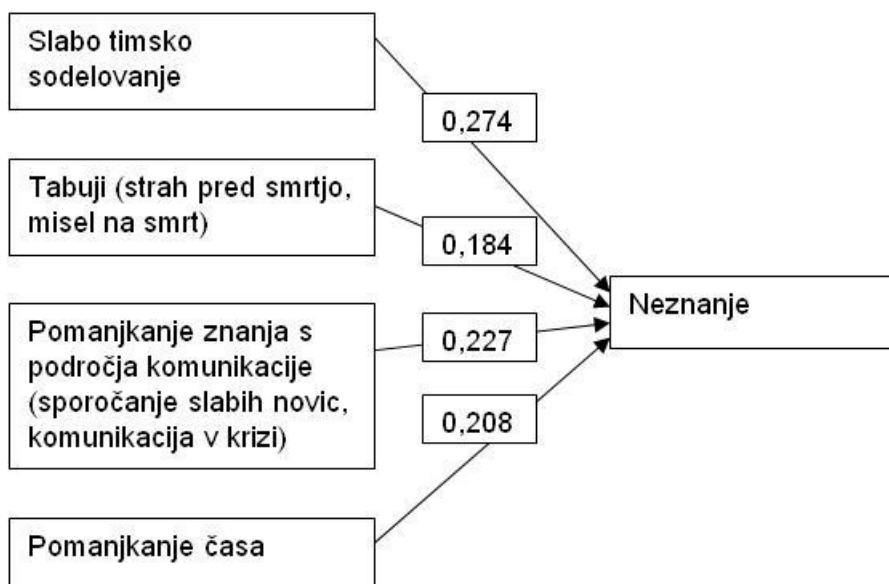 Slabo timsko
sodelovanje
0,274
Tabuji (strah pred smrtjo,
misel na smrt)
0,184
Pomanjkanje znanja s
področja komunikacije
(sporočanje slabih novic,
komunikacija v krizi)
0,227
Pomanjkanje časa
0,208
Neznanje